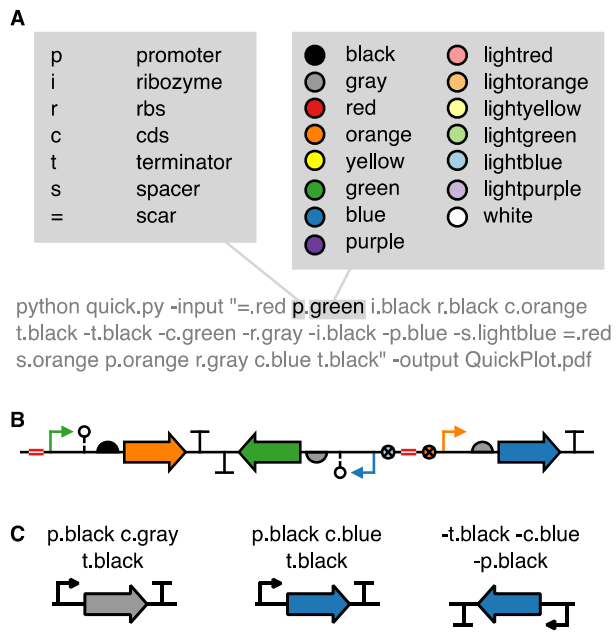 A
p promoter
i ribozyme
r rbs
c cds
t terminator
s spacer
= scar
black
gray
red
orange
yellow
green
blue
purple
lightred
lightorange
lightyellow
lightgreen
lightblue
lightpurple
white
python quick.py -input "=.red p.green i.black r.black c.orange
t.black -t.black -c.green -r.gray -i.black -p.blue -s.lightblue =.red
s.orange p.orange r.gray c.blue t.black" -output QuickPlot.pdf
B
C
p.black c.gray
t.black
p.black c.blue
t.black
-t.black -c.blue
-p.black